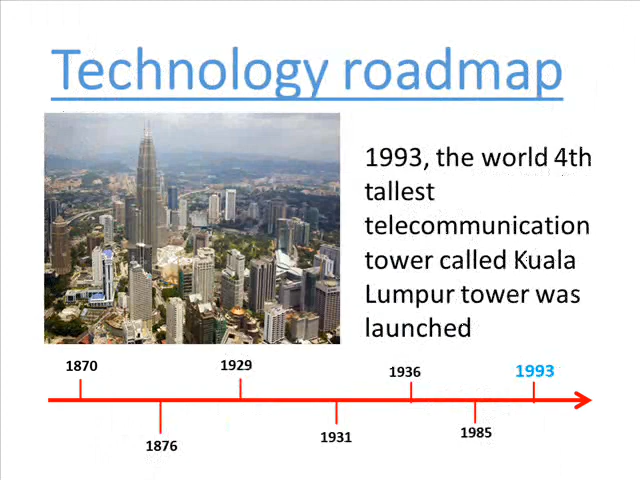 Technology roadmap
1993, the world 4th
tallest
telecommunication
tower called Kuala
Lumpur tower was
launched
1870
1929
1936
1993
1876
1931
1985